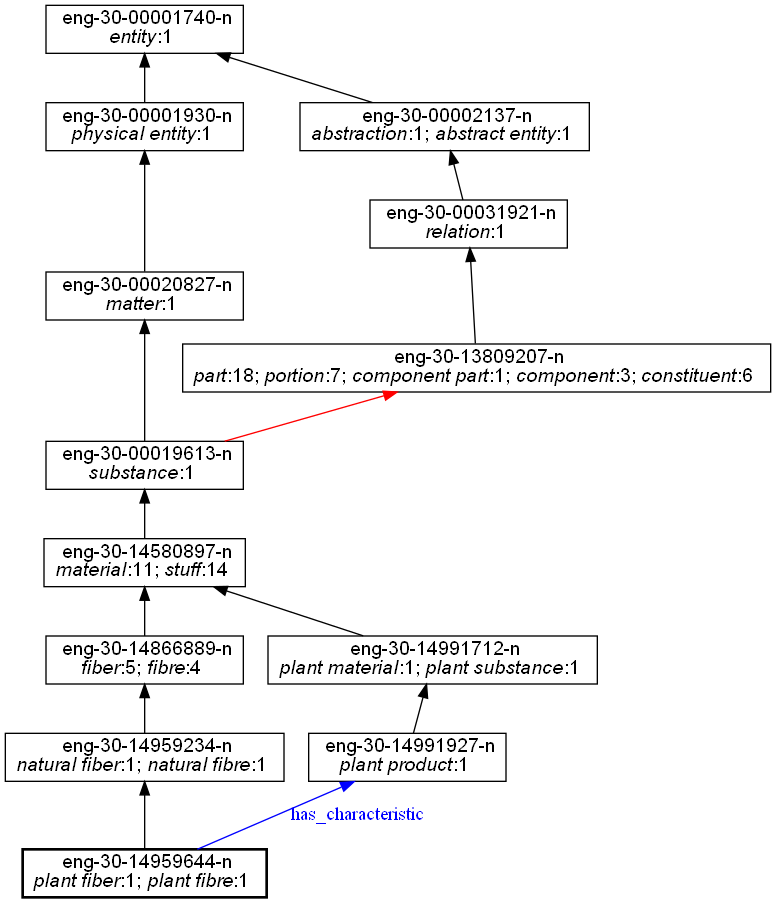 eng-30-00001740-n
entity:1
eng-30-00001930-n
physical entity:1
eng-30-00002137-n
abstraction:1; abstract entity:1
eng-30-00031921-n
relation:1
eng-30-00020827-n
matter:1
eng-30-13809207-n
part:18; portion:7; component part:1; component:3; constituent:6
eng-30-00019613-n
substance:1
eng-30-14580897-n
material:11; stuff:14
eng-30-14866889-n
fiber:5; fibre:4
eng-30-14991712-n
plant material:1; plant substance:1
eng-30-14959234-n
natural fiber:1; natural fibre:1
eng-30-14991927-n
plant product:1
has_characteristic
eng-30-14959644-n
plant fiber:1; plant fibre:1